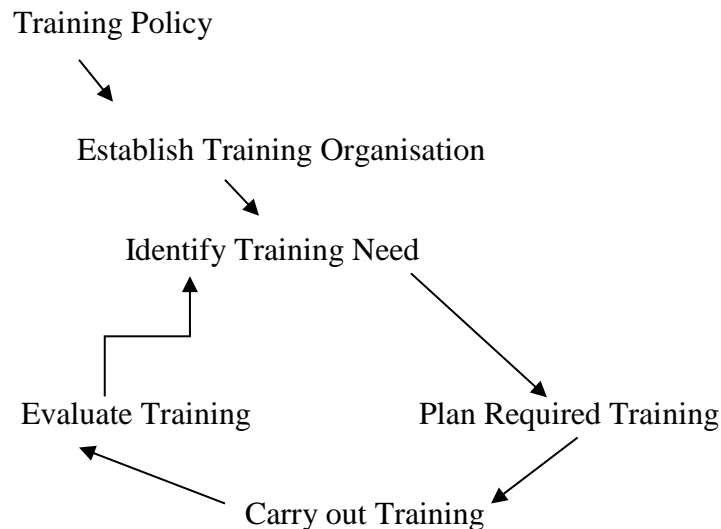 Training Policy
Establish Training Organisation
Identify Training Need
Evaluate Training
Plan Required Training
Carry out Training